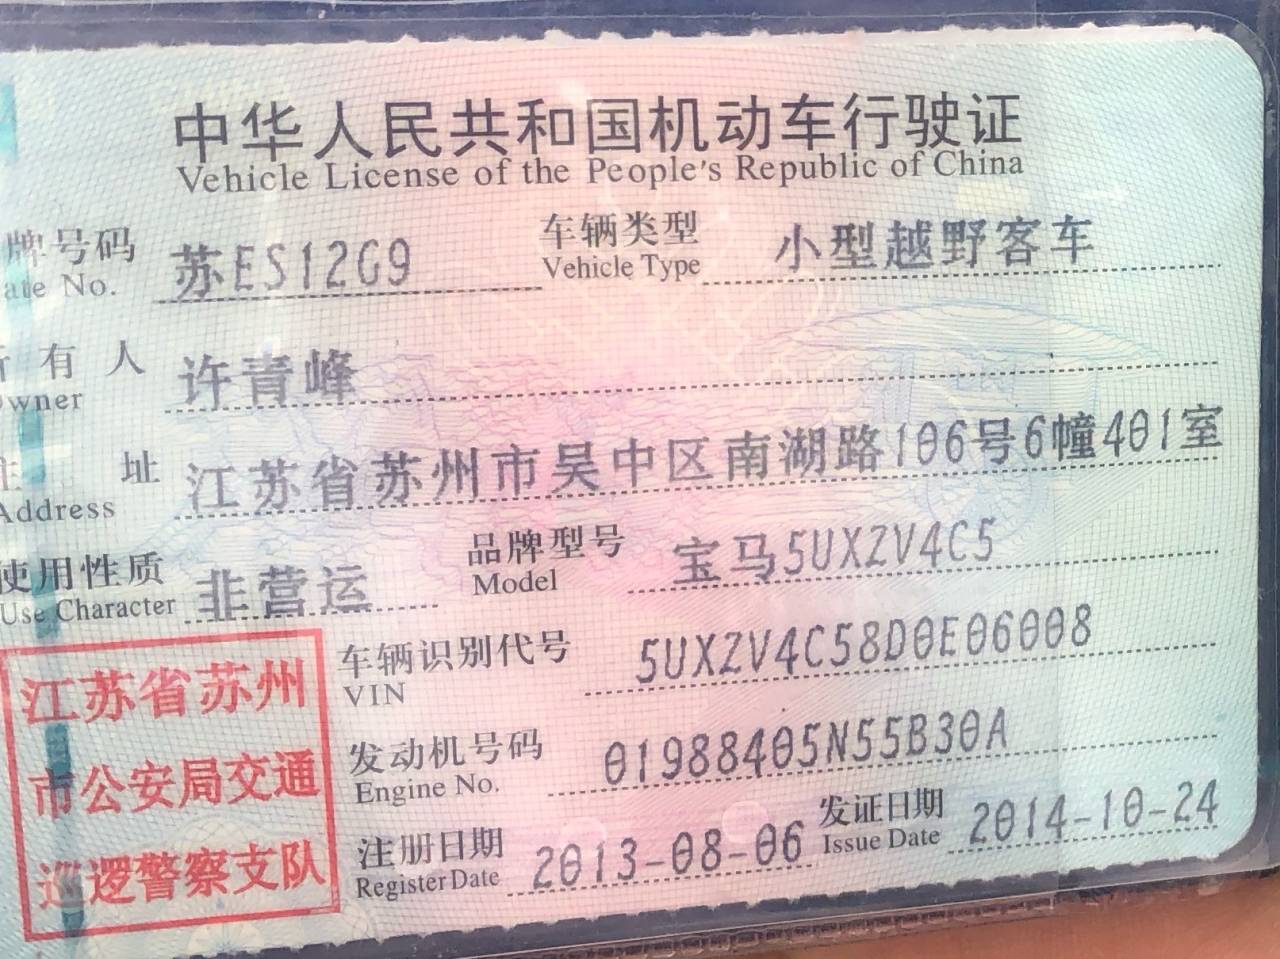 中华人民共和国机动车行驶证
Vehicle License of the People's Republic of China
牌号码 苏ES12G9 车辆类型 小型越野客车
ate No. Vehicle Type
所有人 许青峰
Owner
主址 江苏省苏州市吴中区南湖路106号6幢401室
Address
使用性质 非营运 品牌型号 宝马5UXZV4C5
Use Character Model
江苏省苏州
市公安局交通
巡逻警察支队
车辆识别代号 5UXZV4C58D0E06008
VIN
发动机号码 01988405N55B30A
Engine No.
注册日期 2013-08-06 发证日期 2014-10-24
Register Date Issue Date